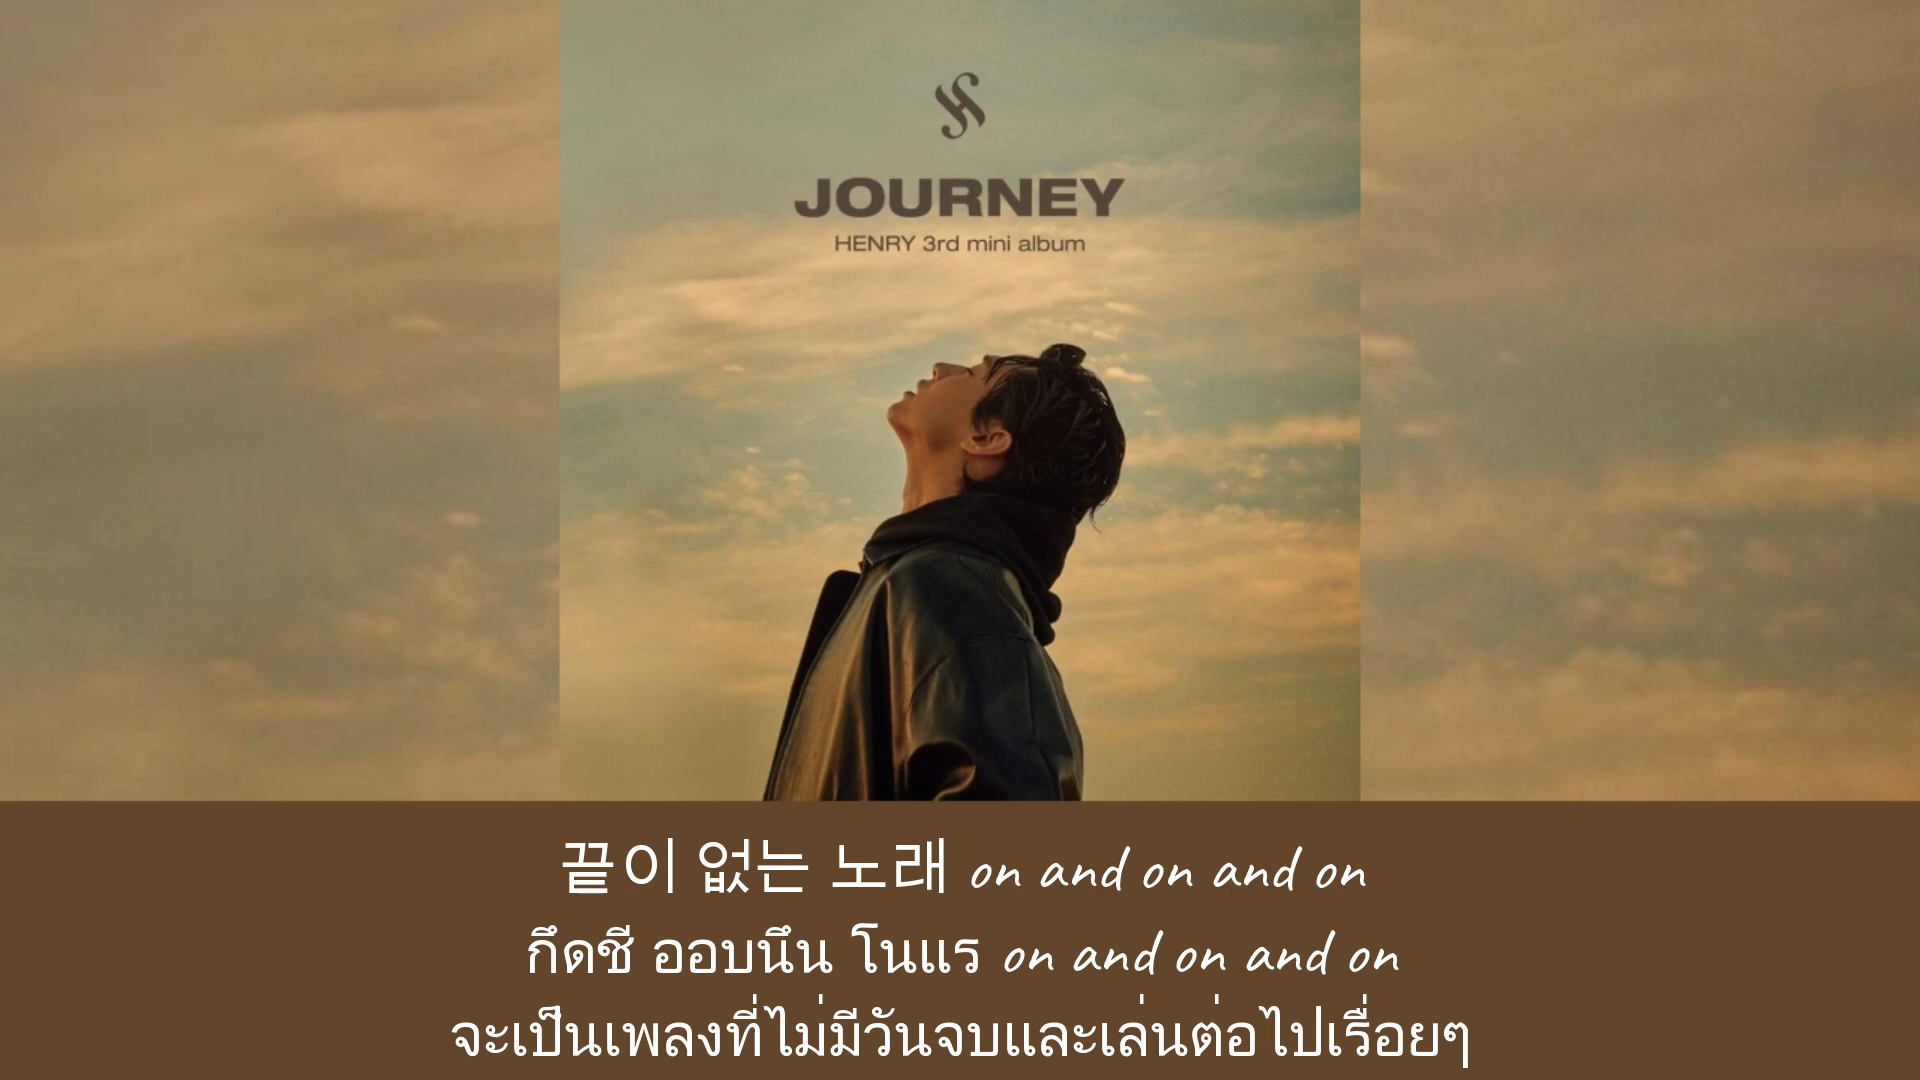 JOURNEY
HENRY 3rd mini album
끝이 없는 노래 on and on and on
กึดชี ออบนึน โนแร on and on and on
จะเป็นเพลงที่ไม่มีวันจบและเล่นต่อไปเรื่อยๆ